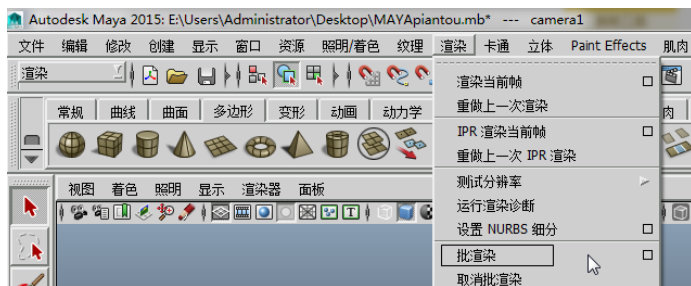 Autodesk Maya 2015: E:\Users\Administrator\Desktop\MAYApiantou.mb* --- camera1
文件 编辑 修改 创建 显示 窗口 资源 照明/着色 纹理 渲染 卡通 立体 Paint Effects 肌肉
渲染
常规 曲线 曲面 多边形 变形 动画 动力学 肉
视图 着色 照明 显示 渲染器 面板
渲染当前帧
重做上一次渲染
IPR 渲染当前帧
重做上一次 IPR 渲染
测试分辨率
运行渲染诊断
设置 NURBS 细分
批渲染
取消批渲染